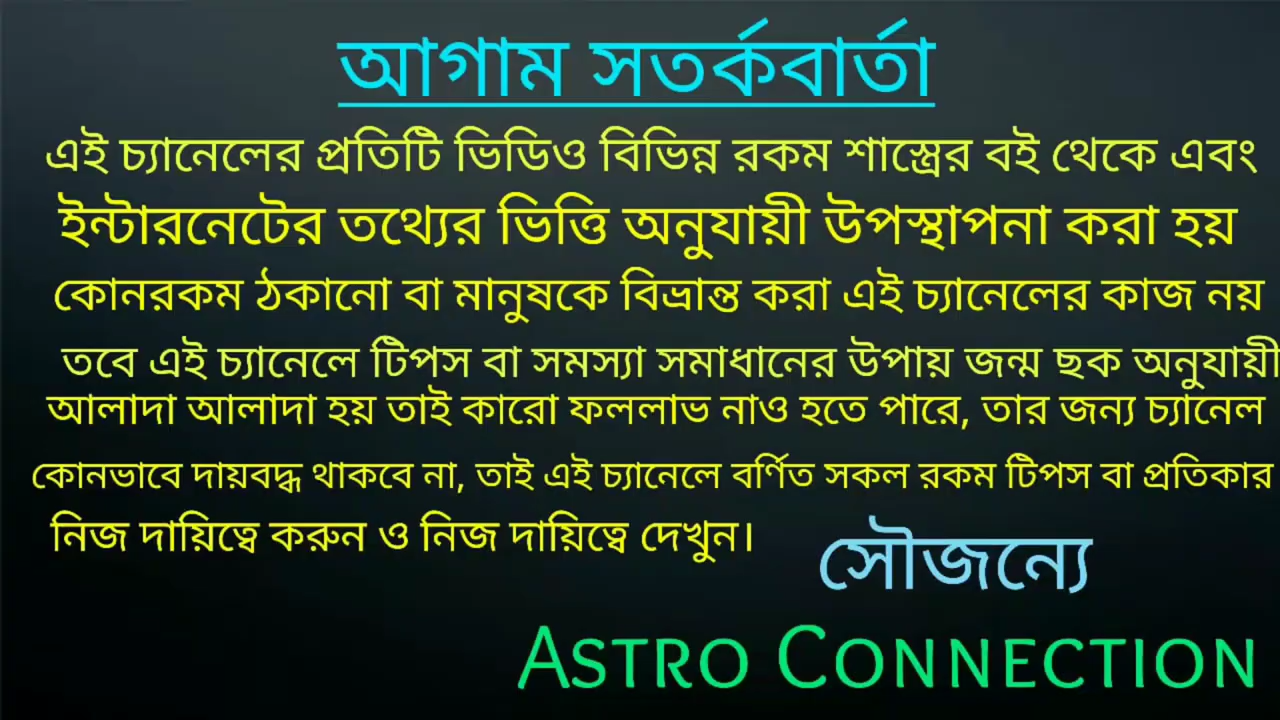 আগাম সতর্কবার্তা
এই চ্যানেলের প্রতিটি ভিডিও বিভিন্ন রকম শাস্ত্রের বই থেকে এবং
ইন্টারনেটের তথ্যের ভিত্তি অনুযায়ী উপস্থাপনা করা হয়
কোনরকম ঠকানো বা মানুষকে বিভ্রান্ত করা এই চ্যানেলের কাজ নয়
তবে এই চ্যানেলে টিপস বা সমস্যা সমাধানের উপায় জন্ম ছক অনুযায়ী
আলাদা আলাদা হয় তাই কারো ফললাভ নাও হতে পারে, তার জন্য চ্যানেল
কোনভাবে দায়বদ্ধ থাকবে না, তাই এই চ্যানেলে বর্ণিত সকল রকম টিপস বা প্রতিকার
নিজ দায়িত্বে করুন ও নিজ দায়িত্বে দেখুন।
সৌজন্যে
ASTRO CONNECTION